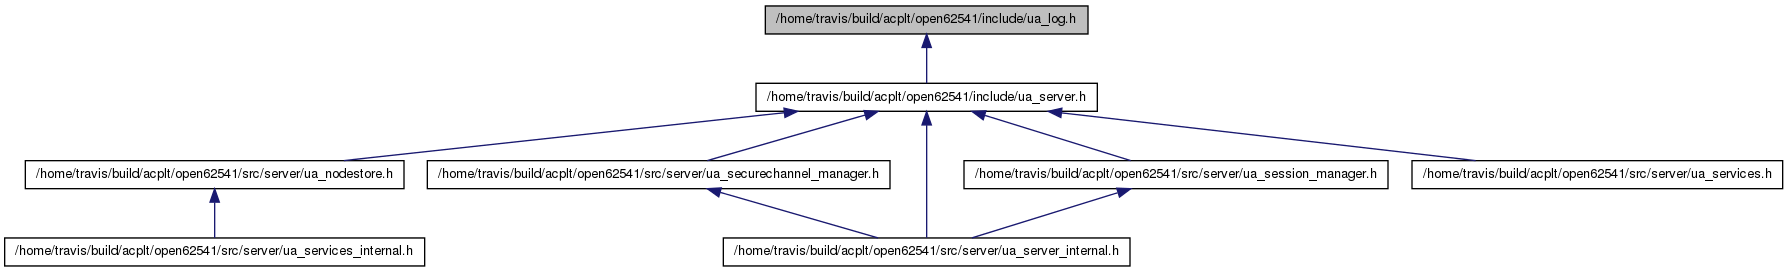 /home/travis/build/acplt/open62541/include/ua_log.h
/home/travis/build/acplt/open62541/include/ua_server.h
/home/travis/build/acplt/open62541/src/server/ua_nodestore.h
/home/travis/build/acplt/open62541/src/server/ua_securechannel_manager.h
/home/travis/build/acplt/open62541/src/server/ua_session_manager.h
/home/travis/build/acplt/open62541/src/server/ua_services.h
/home/travis/build/acplt/open62541/src/server/ua_services_internal.h
/home/travis/build/acplt/open62541/src/server/ua_server_internal.h